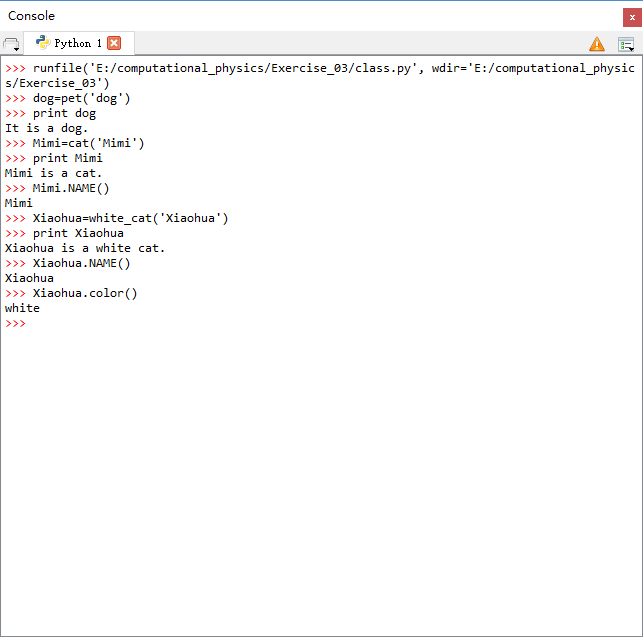 Console
x
Python 1
>>> runfile('E:/computational_physics/Exercise_03/class.py', wdir='E:/computational_physic
s/Exercise_03')
>>> dog=pet('dog')
>>> print dog
It is a dog.
>>> Mimi=cat('Mimi')
>>> print Mimi
Mimi is a cat.
>>> Mimi.NAME()
Mimi
>>> Xiaohua=white_cat('Xiaohua')
>>> print Xiaohua
Xiaohua is a white cat.
>>> Xiaohua.NAME()
Xiaohua
>>> Xiaohua.color()
white
>>>